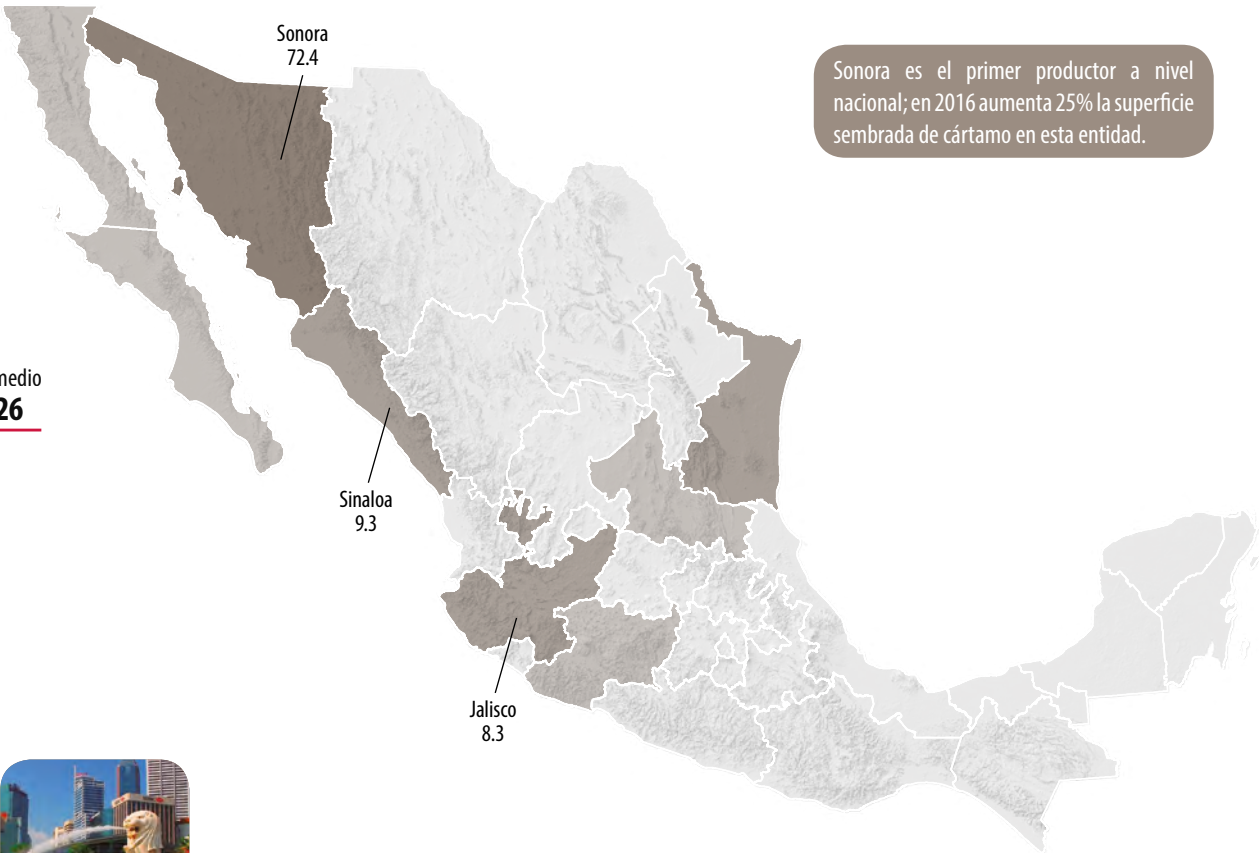 Sonora
72.4
Sonora es el primer productor a nivel
nacional; en 2016 aumenta 25% la superficie
sembrada de cártamo en esta entidad.
26
Sinaloa
9.3
Jalisco
8.3